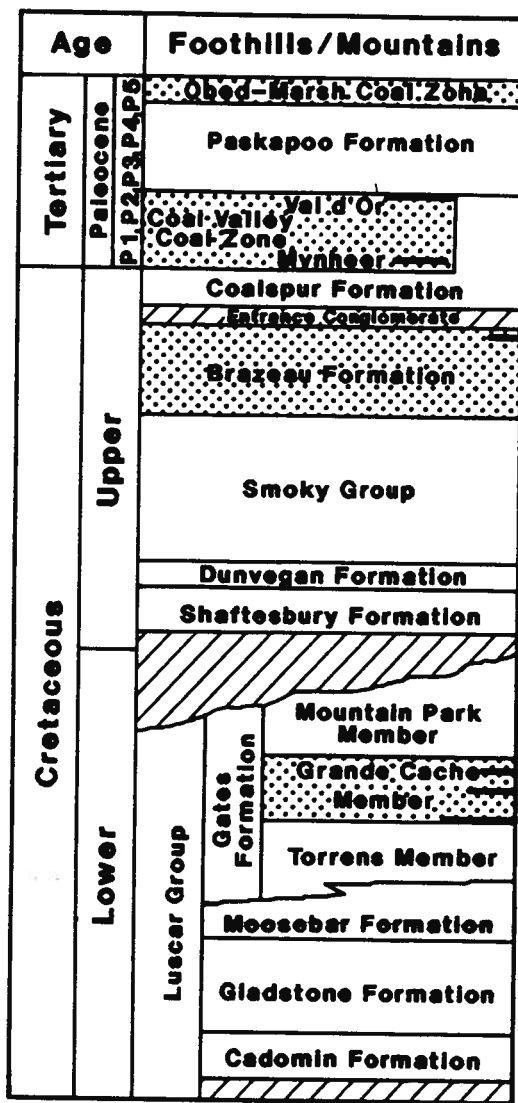 Age
Foothills/Mountains
Tertiary
Paleocene
P1, P2, P3, P4, P5
Obed-Marsh Coal Zone
Paskapoo Formation
Val d'Or
Coal Valley
Coal Zone
Mynheer
Cretaceous
Upper
Coalspur Formation
Entrance Conglomerate
Brazeau Formation
Smoky Group
Dunvegan Formation
Shaftesbury Formation
Lower
Luscar Group
Gates
Formation
Mountain Park
Member
Grande Cache
Member
Torrens Member
Moosebar Formation
Gladstone Formation
Cadomin Formation